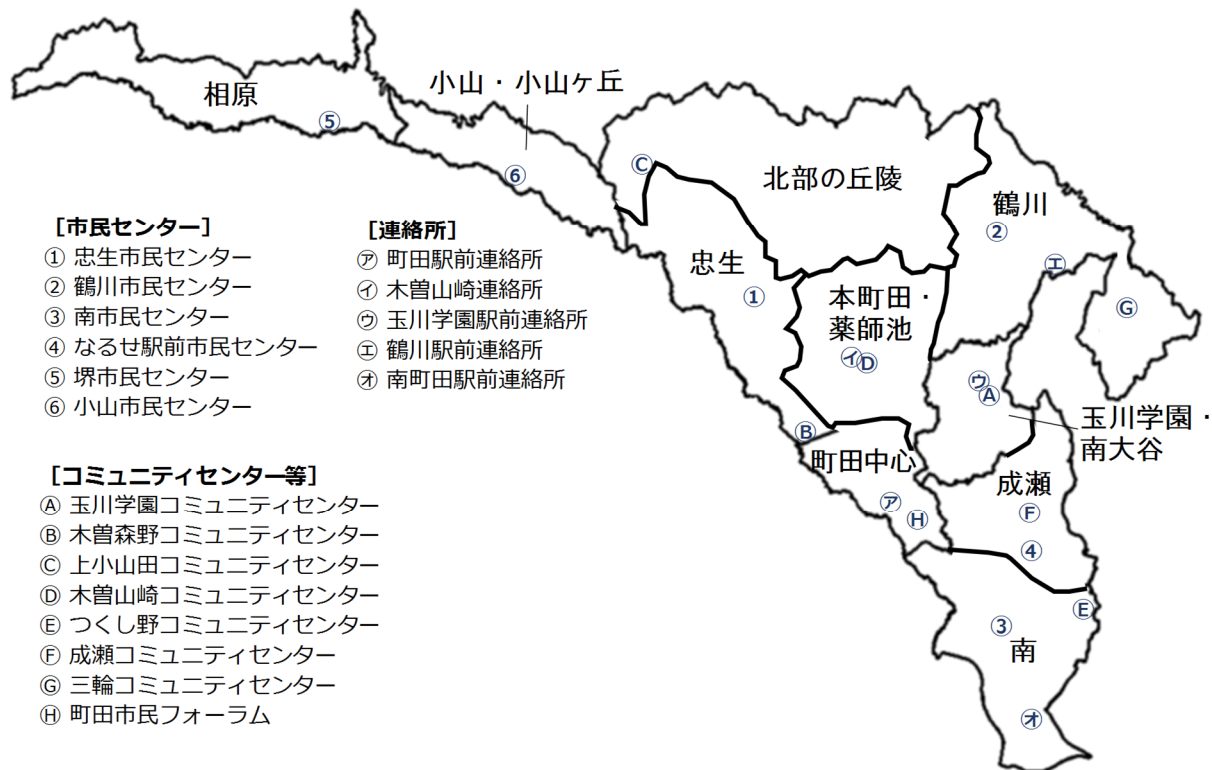 小山・小山ヶ丘
相原
⑤
⑥
Ⓒ
北部の丘陵
鶴川
②
㋓
Ⓖ
忠生
①
本町田・
薬師池
㋑Ⓓ
㋒
Ⓐ
玉川学園・
南大谷
Ⓑ
町田中心
㋐
Ⓗ
成瀬
Ⓕ
④
Ⓔ
③
南
㋔
［市民センター］
① 忠生市民センター
② 鶴川市民センター
③ 南市民センター
④ なるせ駅前市民センター
⑤ 堺市民センター
⑥ 小山市民センター
［連絡所］
㋐ 町田駅前連絡所
㋑ 木曽山崎連絡所
㋒ 玉川学園駅前連絡所
㋓ 鶴川駅前連絡所
㋔ 南町田駅前連絡所
［コミュニティセンター等］
Ⓐ 玉川学園コミュニティセンター
Ⓑ 木曽森野コミュニティセンター
Ⓒ 上小山田コミュニティセンター
Ⓓ 木曽山崎コミュニティセンター
Ⓔ つくし野コミュニティセンター
Ⓕ 成瀬コミュニティセンター
Ⓖ 三輪コミュニティセンター
Ⓗ 町田市民フォーラム